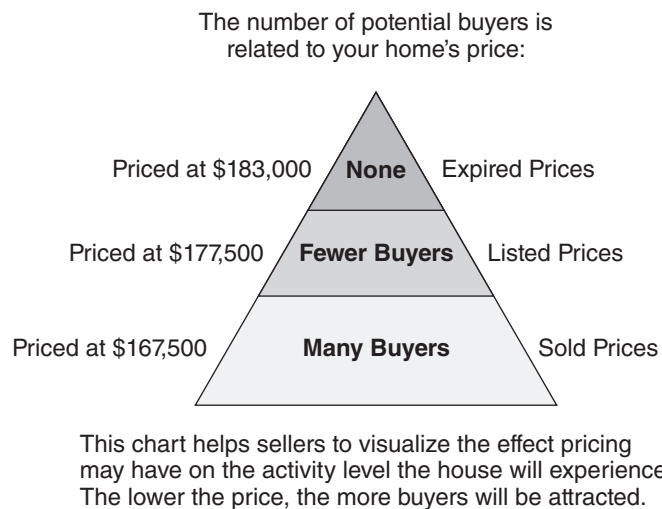 The number of potential buyers is
related to your home's price:
Priced at $183,000 None Expired Prices
Priced at $177,500 Fewer Buyers Listed Prices
Priced at $167,500 Many Buyers Sold Prices
This chart helps sellers to visualize the effect pricing
may have on the activity level the house will experience
The lower the price, the more buyers will be attracted.